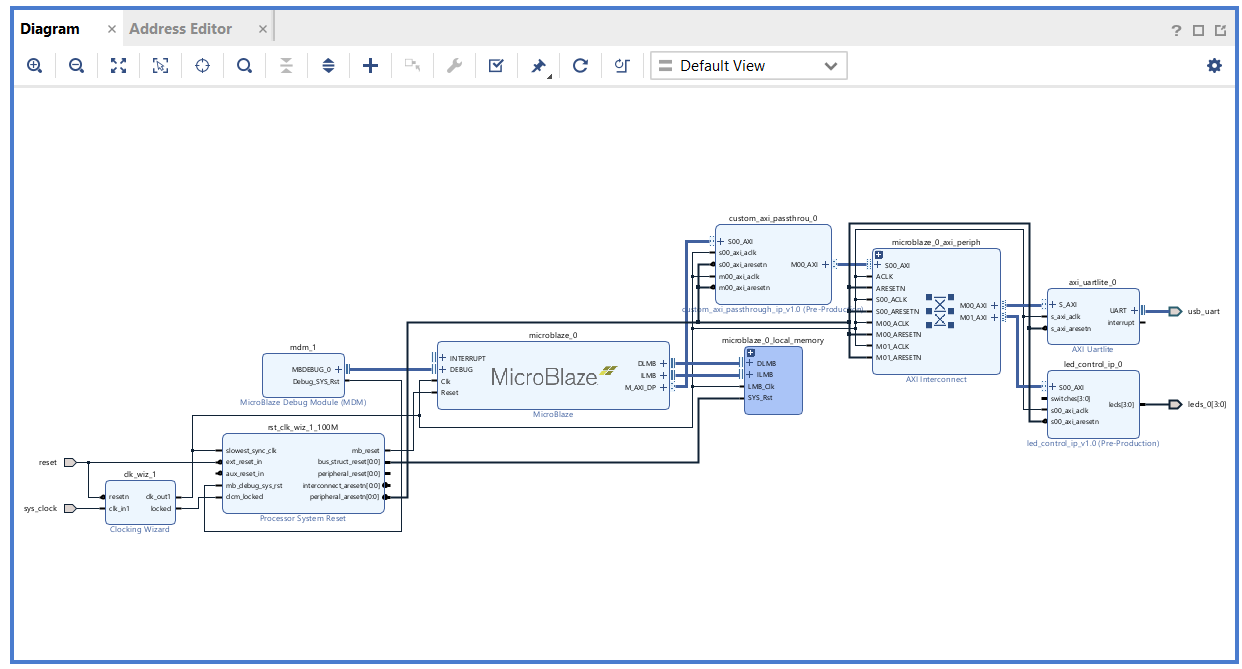 Diagram
Address Editor
Default View
custom_axi_passthrou_0
S00_AXI
s00_axi_aclk
s00_axi_aresetn
m00_axi_aclk
m00_axi_aresetn
M00_AXI
custom_axi_passthrough_ip_v1.0 (Pre-Production)
microblaze_0_axi_periph
S00_AXI
ACLK
ARESETN
S00_ACLK
S00_ARESETN
M00_ACLK
M00_ARESETN
M01_ACLK
M01_ARESETN
M00_AXI
M01_AXI
AXI Interconnect
axi_uartlite_0
S_AXI
s_axi_aclk
s_axi_aresetn
UART
interrupt
AXI Uartlite
usb_uart
led_control_ip_0
S00_AXI
switches[3:0]
s00_axi_aclk
s00_axi_aresetn
leds[3:0]
led_control_ip_v1.0 (Pre-Production)
leds_0[3:0]
microblaze_0
INTERRUPT
DEBUG
Clk
Reset
MicroBlaze
DLMB
ILMB
M_AXI_DP
MicroBlaze
microblaze_0_local_memory
DLMB
ILMB
LMB_Clk
SYS_Rst
mdm_1
MBDEBUG_0
Debug_SYS_Rst
MicroBlaze Debug Module (MDM)
rst_clk_wiz_1_100M
slowest_sync_clk
ext_reset_in
aux_reset_in
mb_debug_sys_rst
dcm_locked
mb_reset
bus_struct_reset[0:0]
peripheral_reset[0:0]
interconnect_aresetn[0:0]
peripheral_aresetn[0:0]
Processor System Reset
reset
sys_clock
clk_wiz_1
resetn
clk_in1
clk_out1
locked
Clocking Wizard